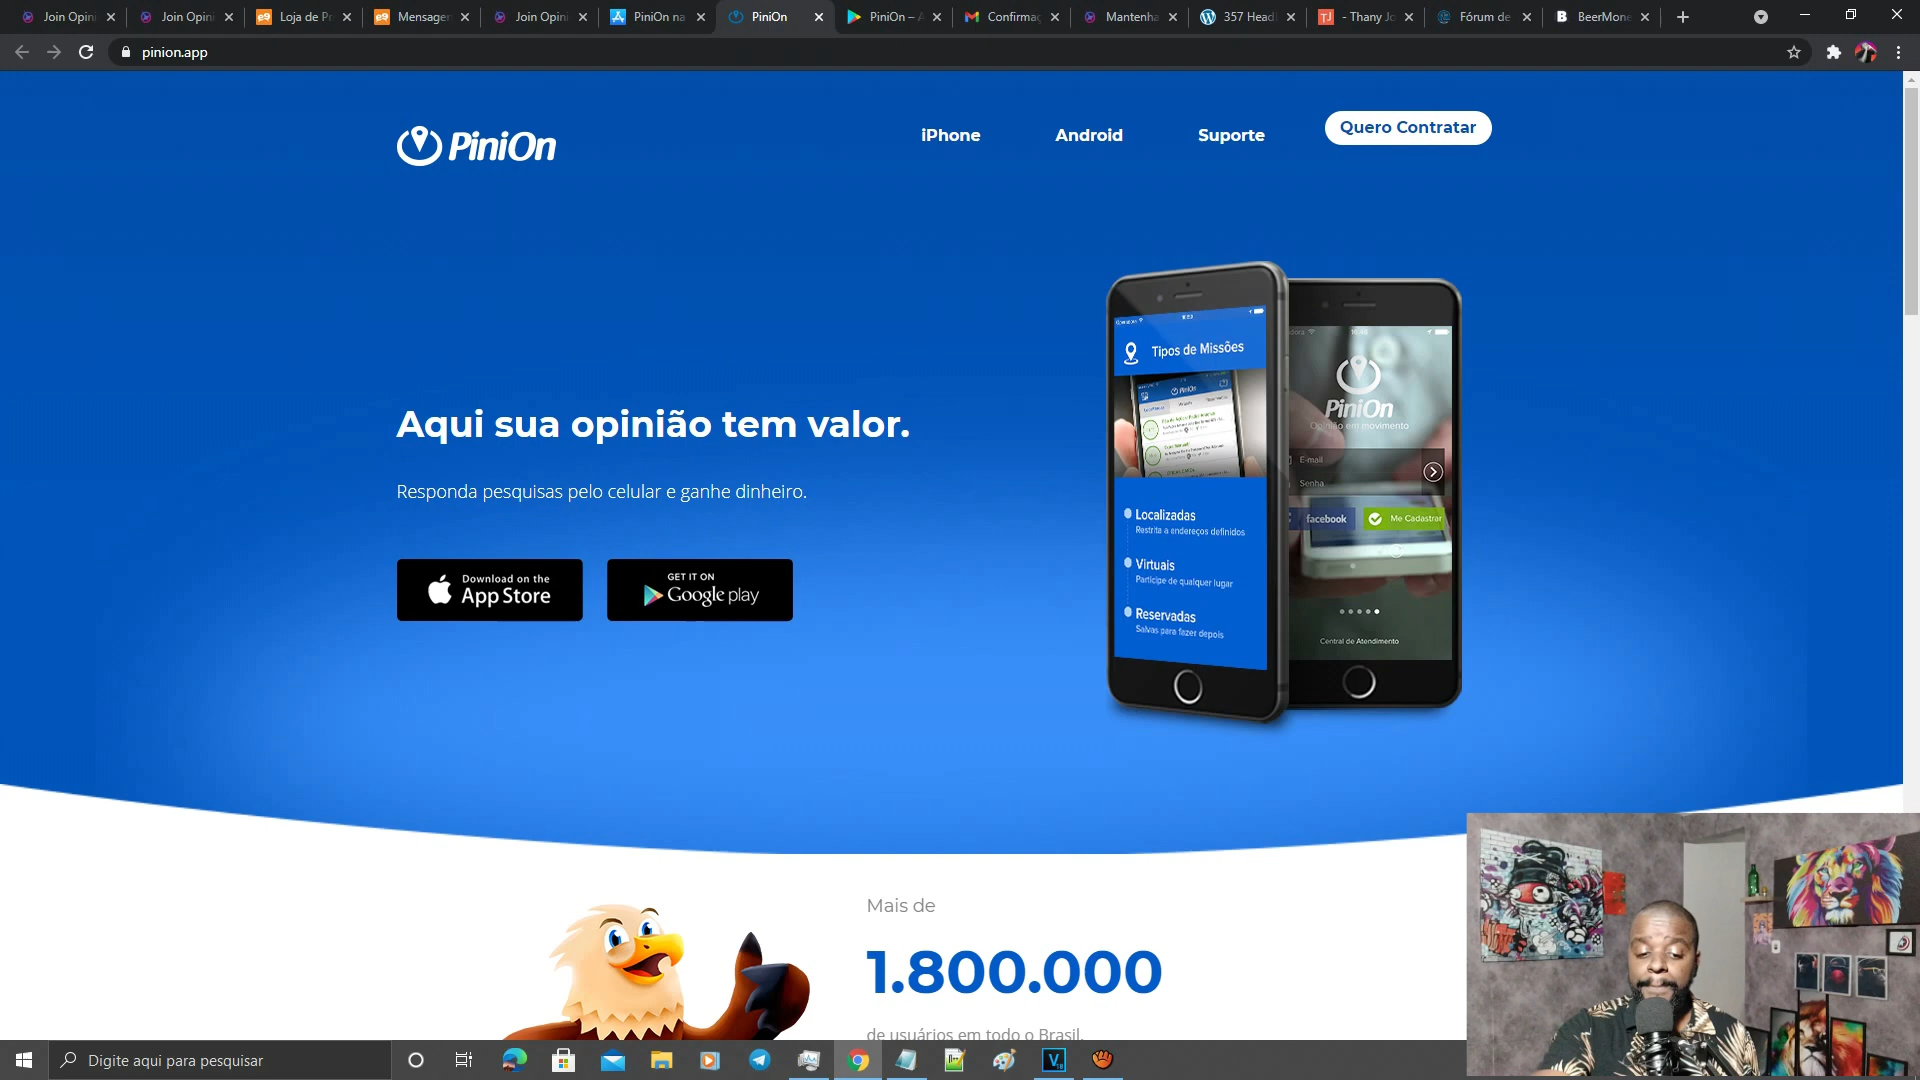 Join Opini
Join Opini
Loja de Pr
Mensagen
Join Opini
PiniOn na
PiniOn
PiniOn – A
Confirmaç
Mantenha
357 Headl
- Thany Jo
Fórum de
BeerMone
pinion.app
PiniOn
iPhone
Android
Suporte
Quero Contratar
Aqui sua opinião tem valor.
Responda pesquisas pelo celular e ganhe dinheiro.
Download on the
App Store
GET IT ON
Google play
Tipos de Missões
PiniOn
Localizadas
Restrita a endereços definidos
Virtuais
Participe de qualquer lugar
Reservadas
Salvas para fazer depois
PiniOn
Opinião em movimento
E-mail
Senha
facebook
Me Cadastrar
Central de Atendimento
Mais de
1.800.000
de usuários em todo o Brasil.
Digite aqui para pesquisar